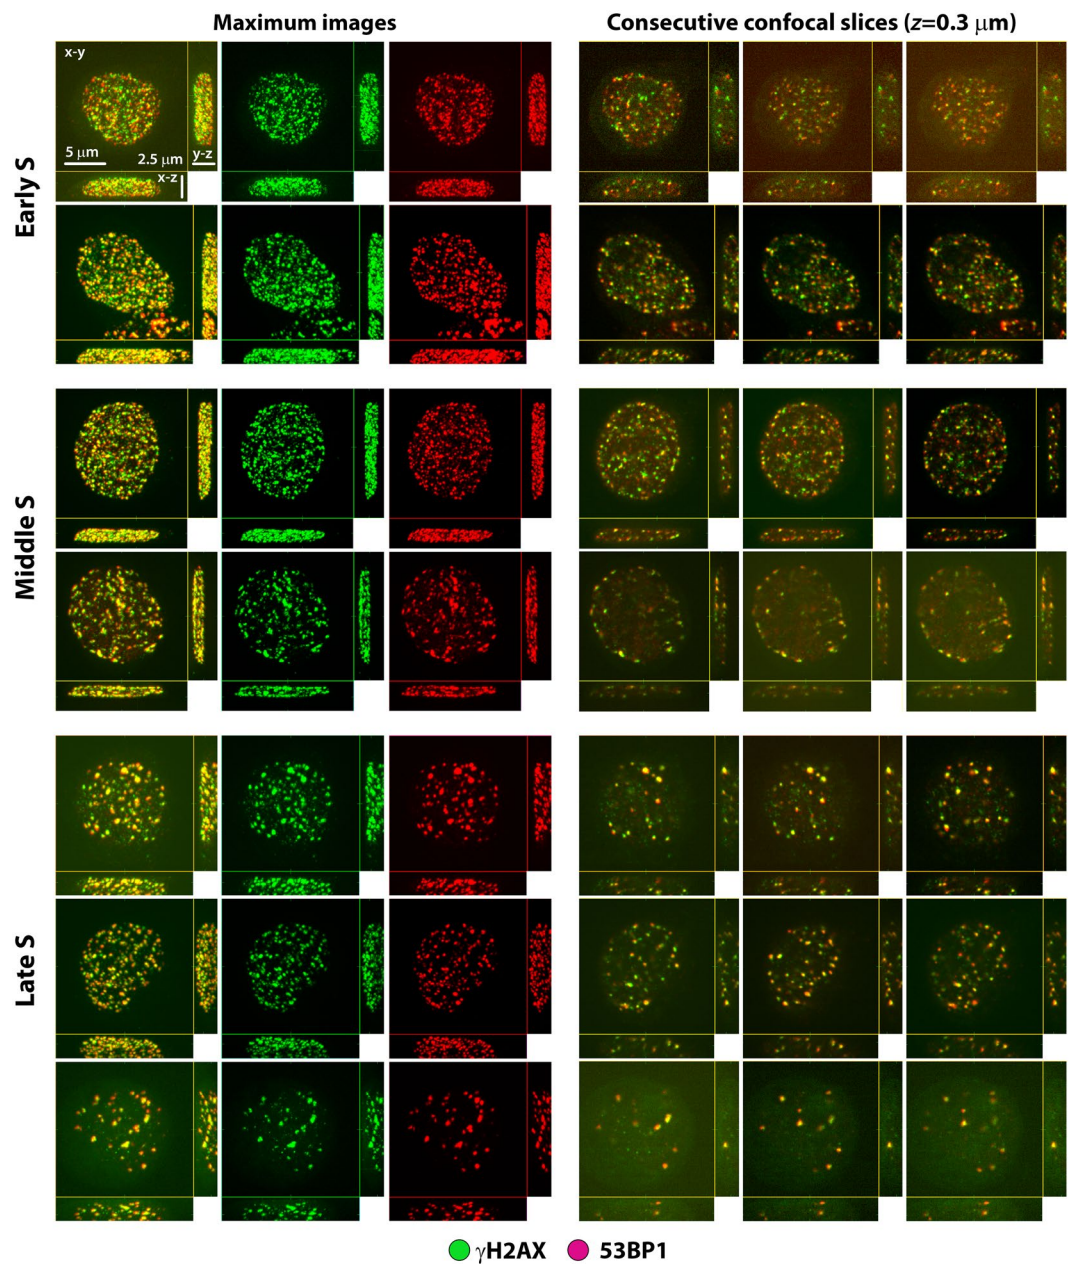 Maximum images
Consecutive confocal slices (z=0.3 μm)
Early S
x-y
5 μm
2.5 μm
y-z
x-z
Middle S
Late S
γH2AX
53BP1